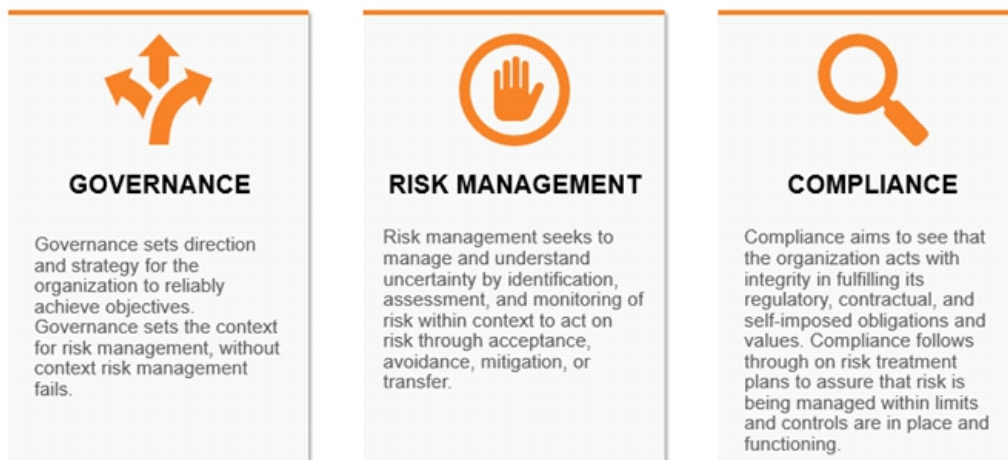 GOVERNANCE
Governance sets direction
and strategy for the
organization to reliably
achieve objectives.
Governance sets the context
for risk management, without
context risk management
fails.
RISK MANAGEMENT
Risk management seeks to
manage and understand
uncertainty by identification,
assessment, and monitoring of
risk within context to act on
risk through acceptance,
avoidance, mitigation, or
transfer.
COMPLIANCE
Compliance aims to see that
the organization acts with
integrity in fulfilling its
regulatory, contractual, and
self-imposed obligations and
values. Compliance follows
through on risk treatment
plans to assure that risk is
being managed within limits
and controls are in place and
functioning.